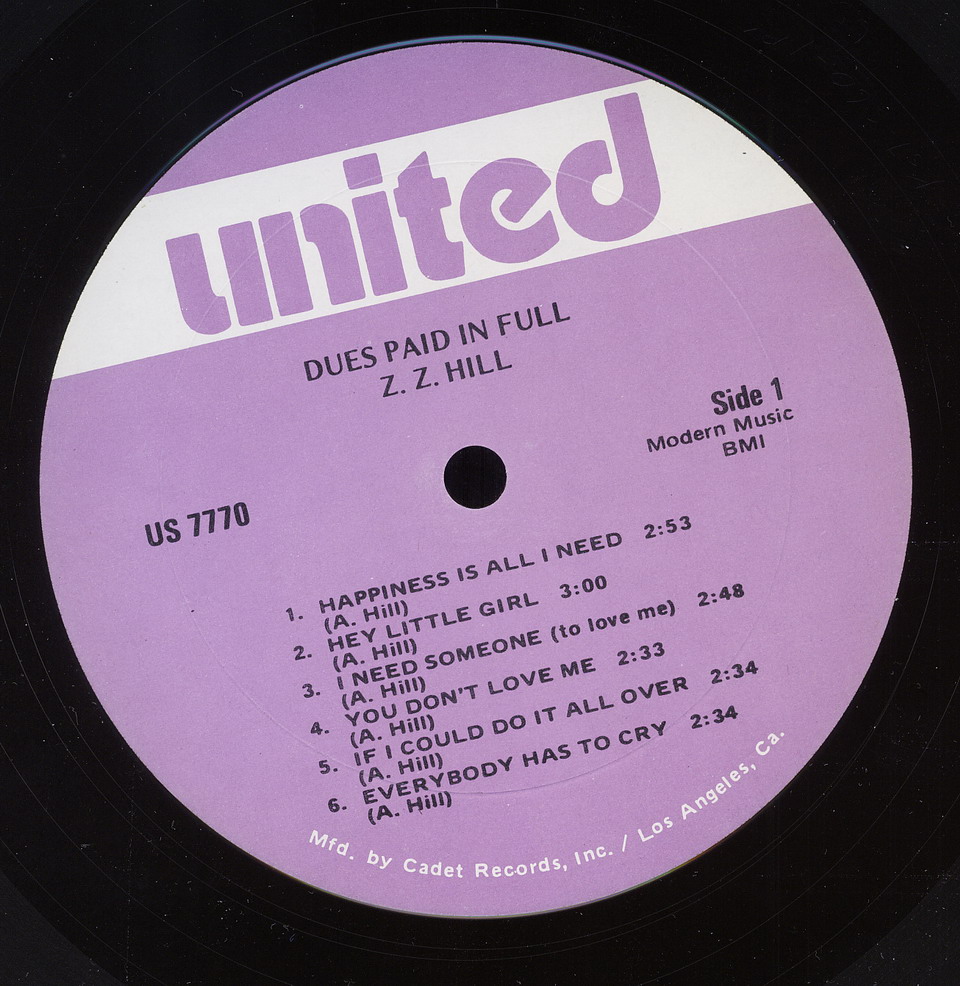 united
DUES PAID IN FULL
Z. Z. HILL
Side 1
Modern Music
BMI
US 7770
1. HAPPINESS IS ALL I NEED 2:53
(A. Hill)
2. HEY LITTLE GIRL 3:00
(A. Hill)
3. I NEED SOMEONE (to love me) 2:48
(A. Hill)
4. YOU DON'T LOVE ME 2:33
(A. Hill)
5. IF I COULD DO IT ALL OVER 2:34
(A. Hill)
6. EVERYBODY HAS TO CRY 2:34
(A. Hill)
Mfd. by Cadet Records, Inc. / Los Angeles, Ca.